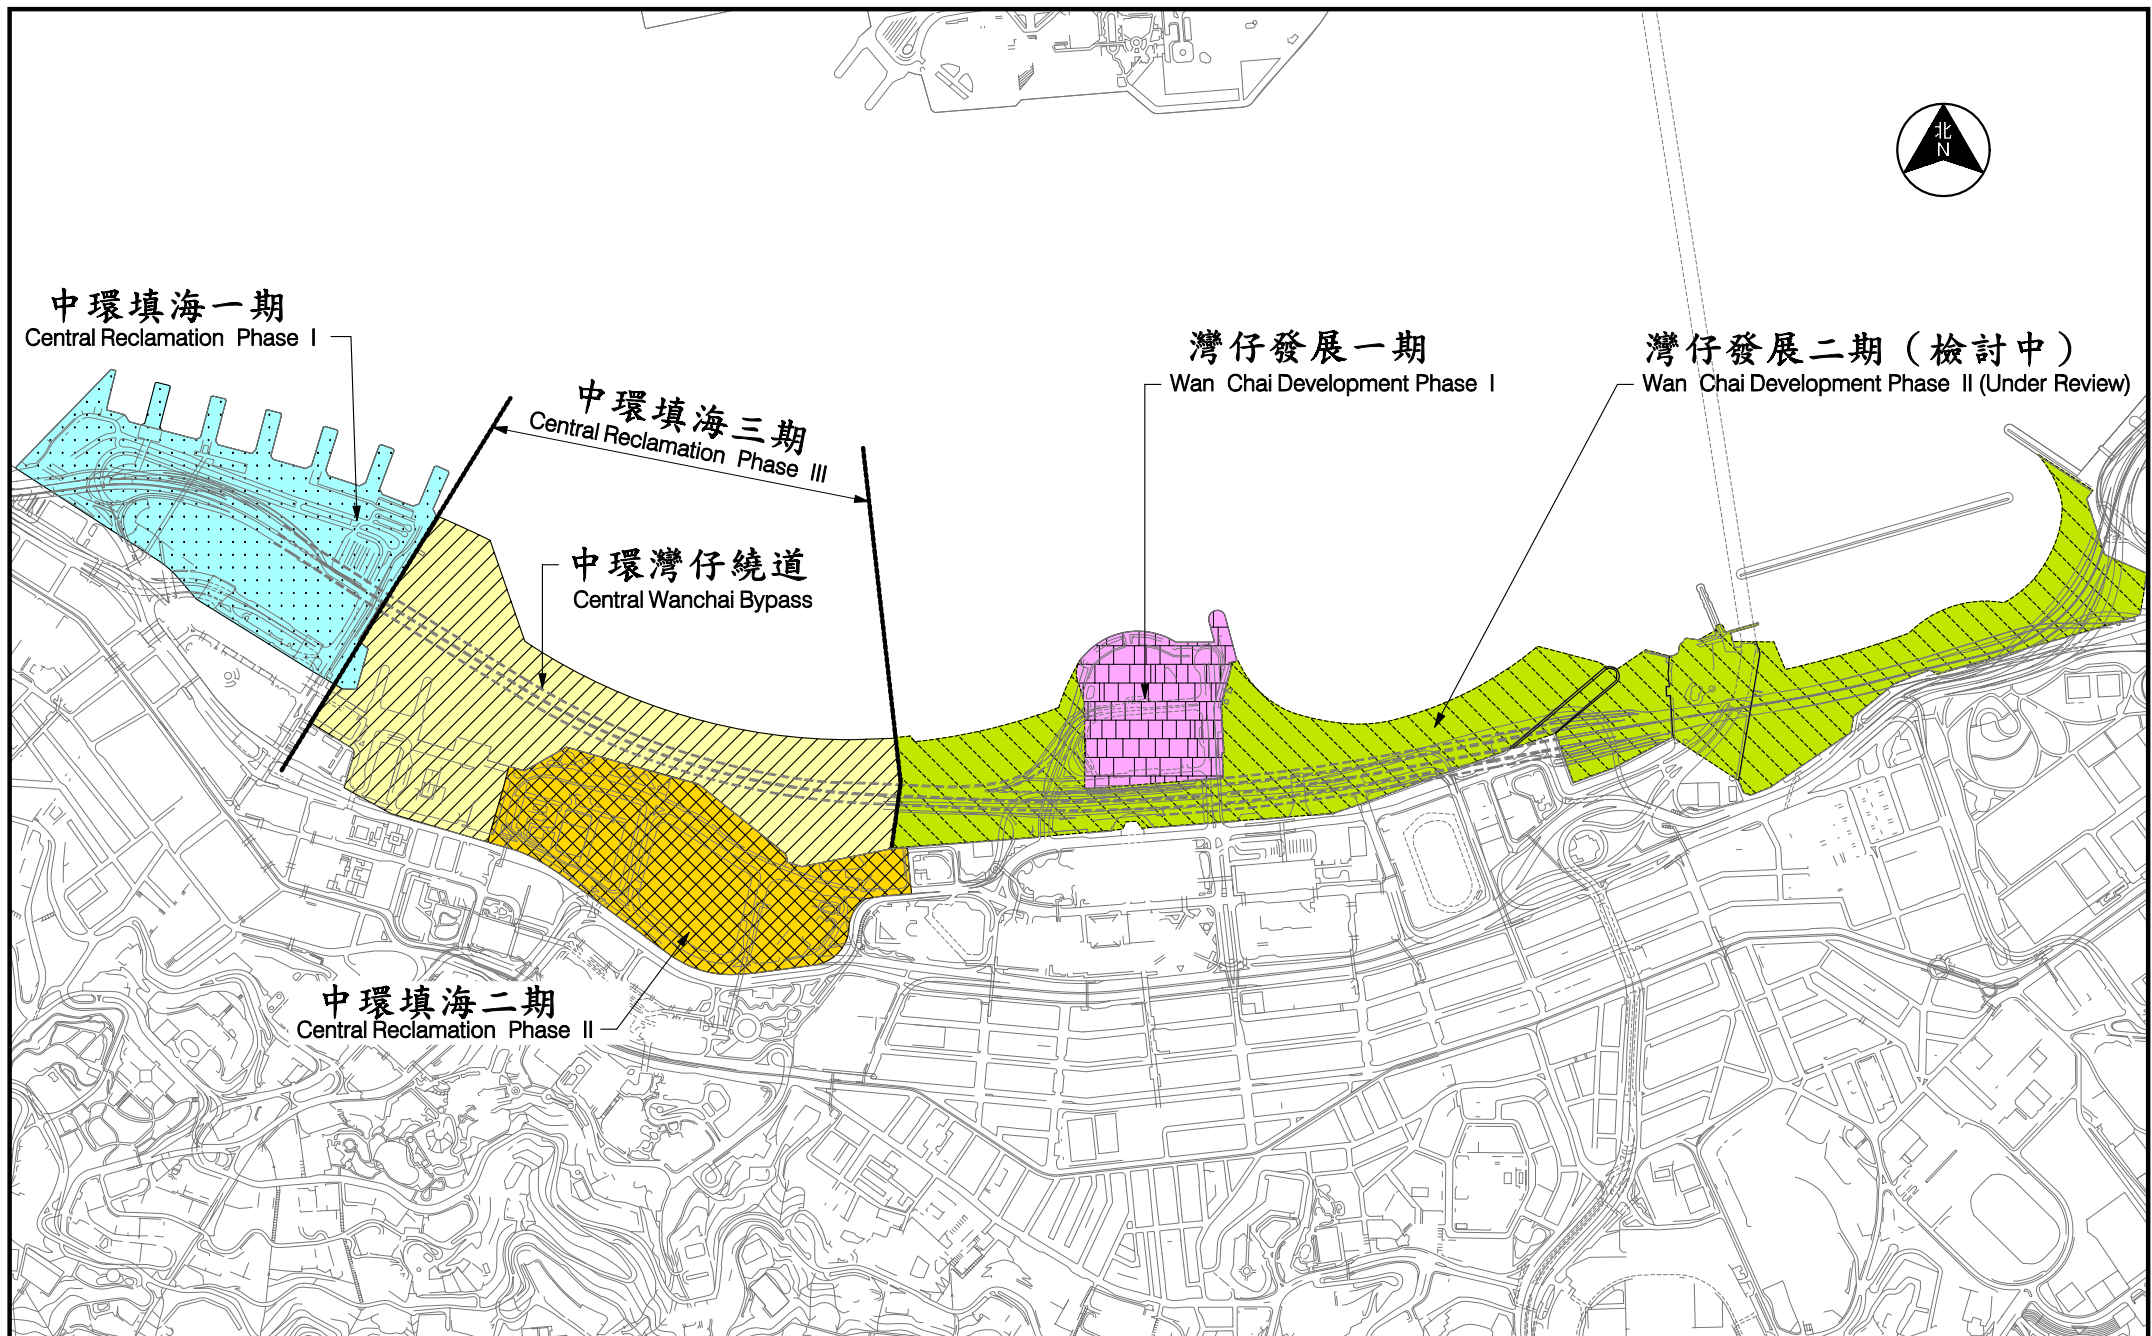 北
N
中環填海一期
Central Reclamation Phase I
中環填海三期
Central Reclamation Phase III
灣仔發展一期
Wan Chai Development Phase I
灣仔發展二期（檢討中）
Wan Chai Development Phase II (Under Review)
中環灣仔繞道
Central Wanchai Bypass
中環填海二期
Central Reclamation Phase II